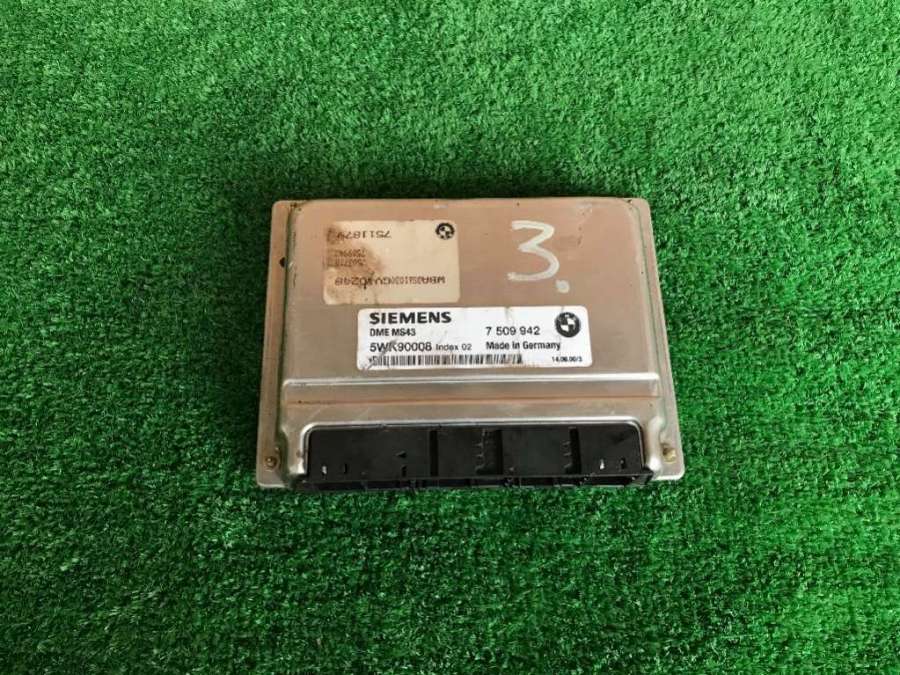 7511879
3.
SIEMENS
DME MS43
7 509 942
5WK90008 Index 02
Made in Germany
14.06.00/3